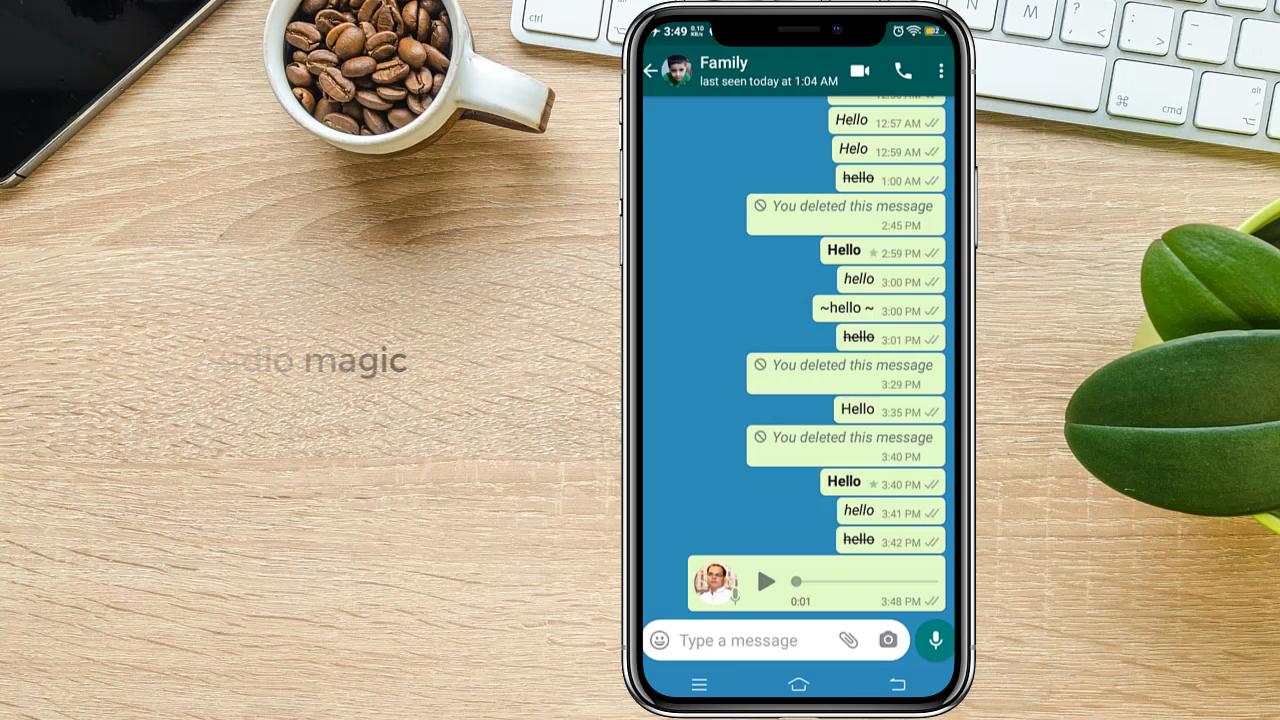 ctrl
N
M
?
/
:
;
-
<
>
⌘
cmd
alt
3:49 0.10 KB/s
Family
last seen today at 1:04 AM
Hello 12:57 AM
Helo 12:59 AM
hello 1:00 AM
You deleted this message
2:45 PM
Hello 2:59 PM
hello 3:00 PM
~hello ~ 3:00 PM
hello 3:01 PM
You deleted this message
3:29 PM
Hello 3:35 PM
You deleted this message
3:40 PM
Hello 3:40 PM
hello 3:41 PM
hello 3:42 PM
0:01 3:48 PM
Type a message
dio magic